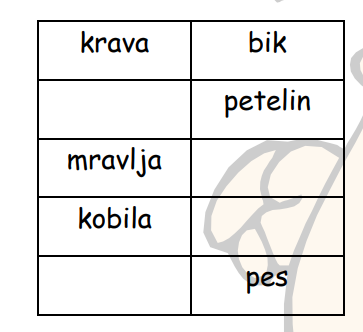 krava bik
petelin
mravlja
kobila
pes